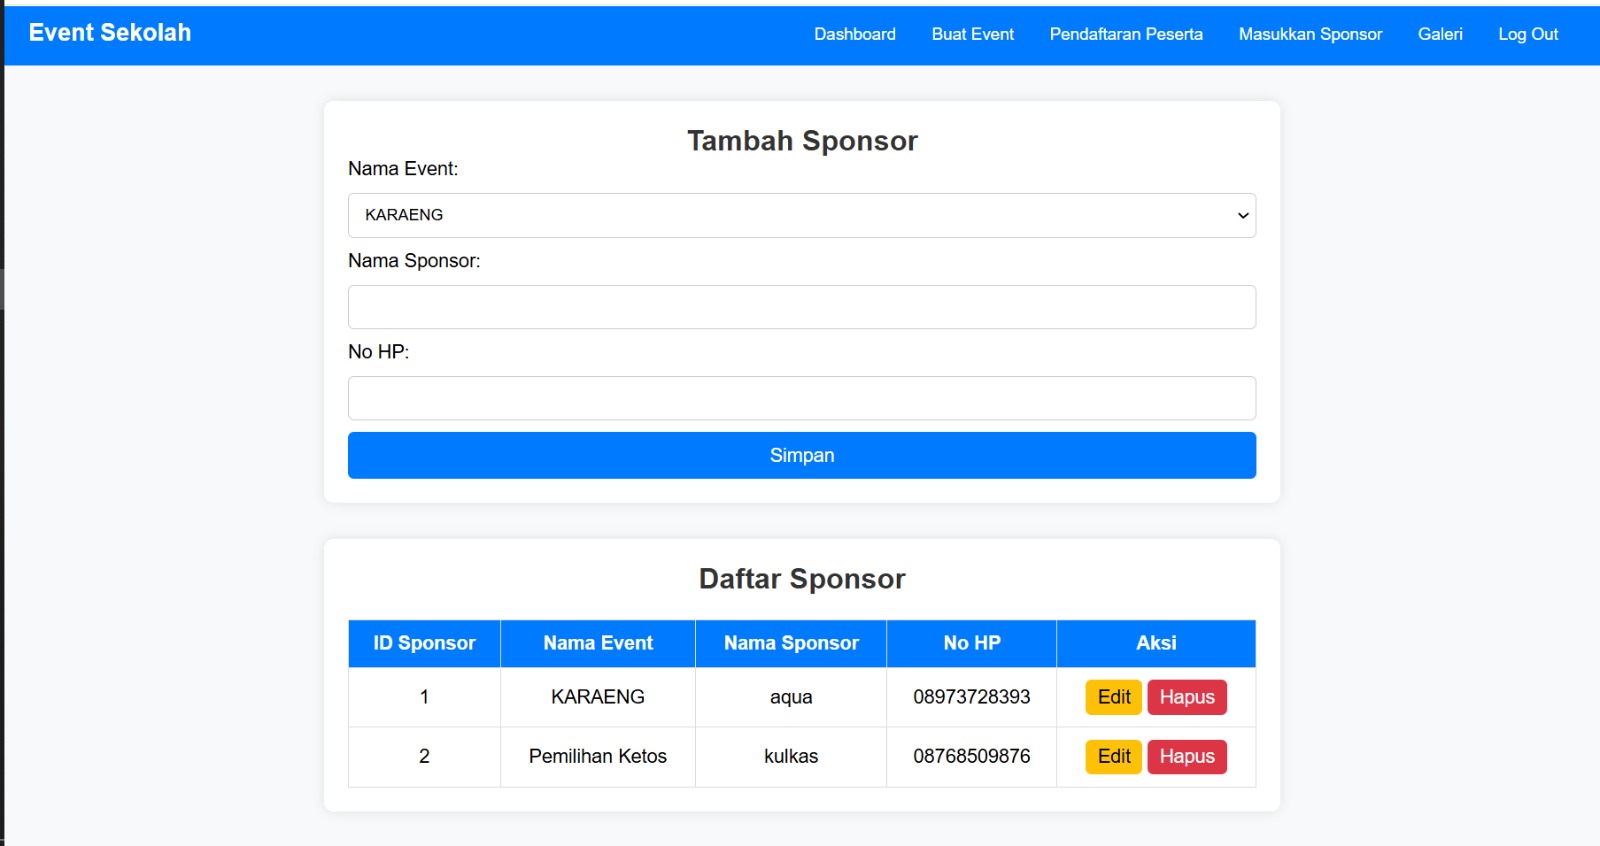 Event Sekolah Dashboard Buat Event Pendaftaran Peserta Masukkan Sponsor Galeri Log Out
Tambah Sponsor
Nama Event:
KARAENG
Nama Sponsor:
No HP:
Simpan
Daftar Sponsor
ID Sponsor Nama Event Nama Sponsor No HP Aksi
1 KARAENG aqua 08973728393 Edit Hapus
2 Pemilihan Ketos kulkas 08768509876 Edit Hapus